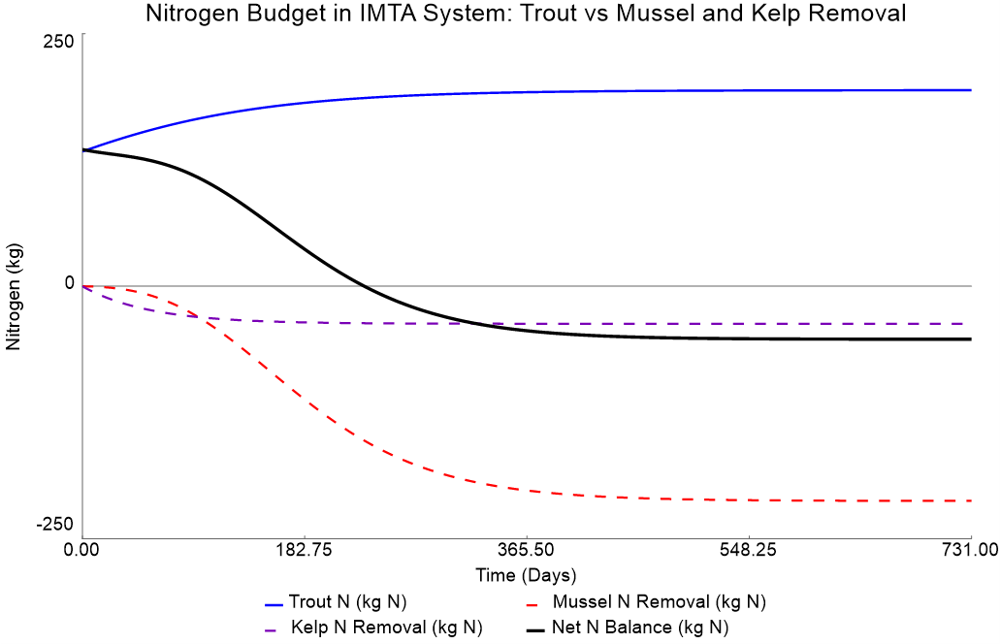 Nitrogen Budget in IMTA System: Trout vs Mussel and Kelp Removal
250
0
-250
Nitrogen (kg)
0.00 182.75 365.50 548.25 731.00
Time (Days)
Trout N (kg N) Mussel N Removal (kg N)
Kelp N Removal (kg N) Net N Balance (kg N)